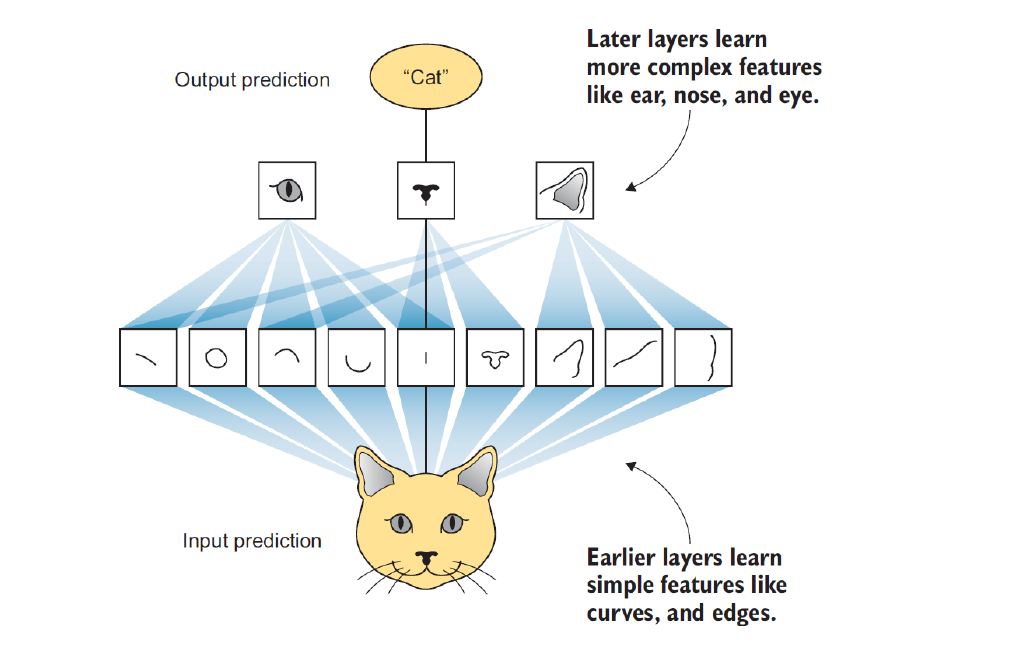 Later layers learn
more complex features
like ear, nose, and eye.
Output prediction
“Cat”
Input prediction
Earlier layers learn
simple features like
curves, and edges.